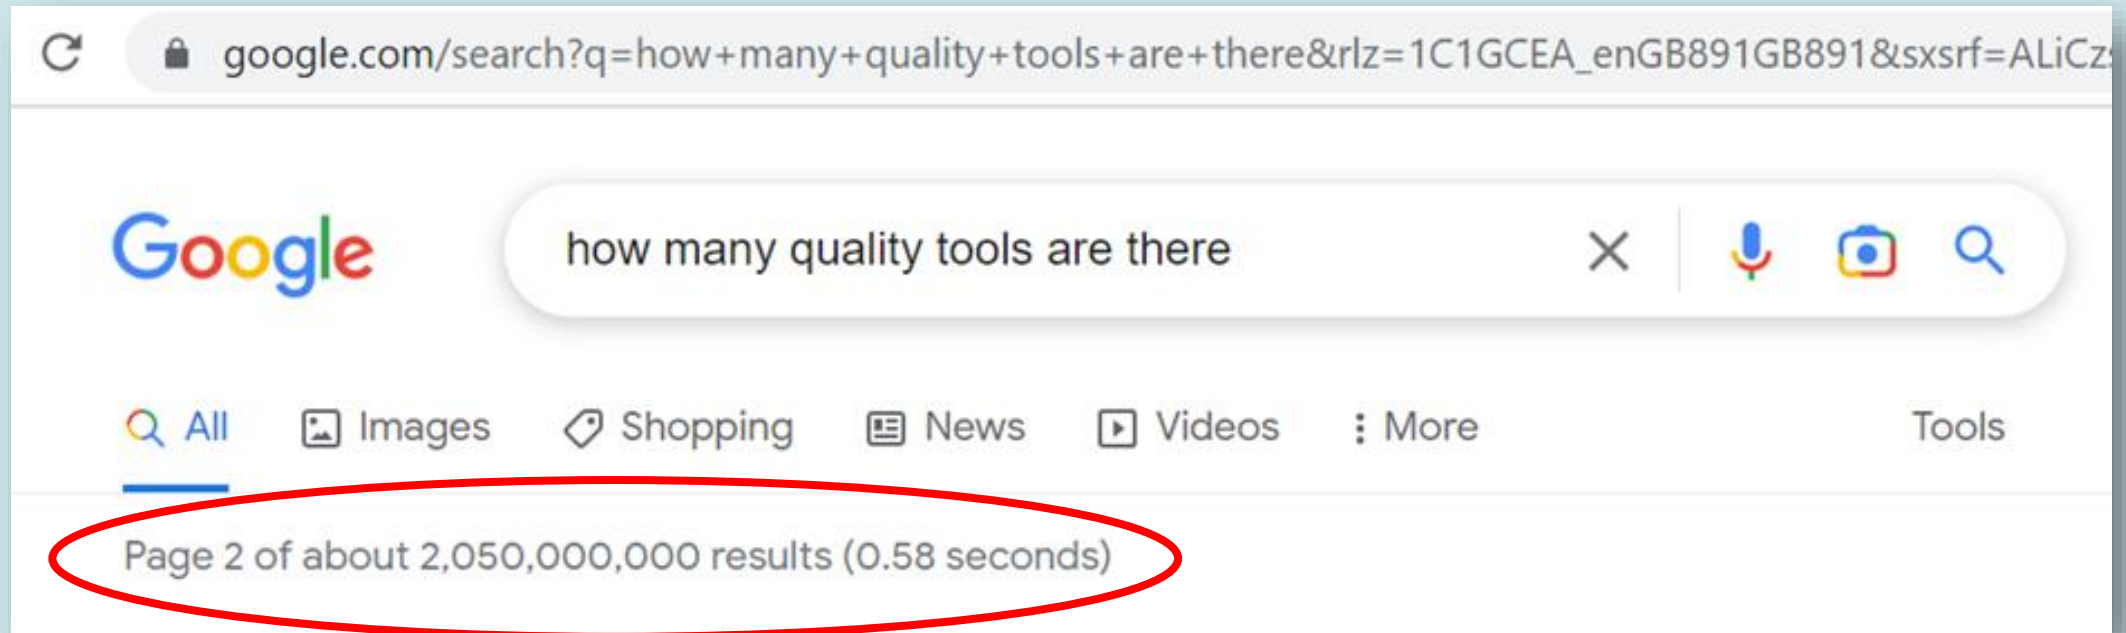 google.com/search?q=how+many+quality+tools+are+there&rlz=1C1GCEA_enGB891GB891&sxsrf=ALiCz
Google how many quality tools are there
All Images Shopping News Videos More Tools
Page 2 of about 2,050,000,000 results (0.58 seconds)